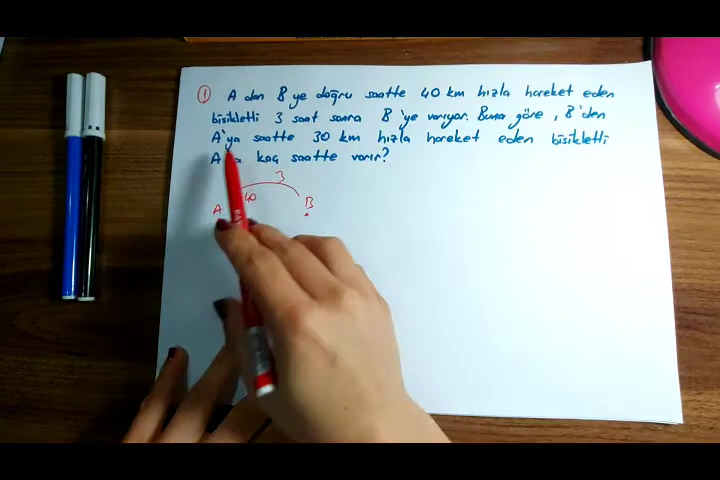 1 A dan B ye doğru saatte 40 km hızla hareket eden
bisikletli 3 saat sonra B'ye varıyor. Buna göre, B'den
A'ya saatte 30 km hızla hareket eden bisikletli
A kaç saatte varır?
3
40
A B